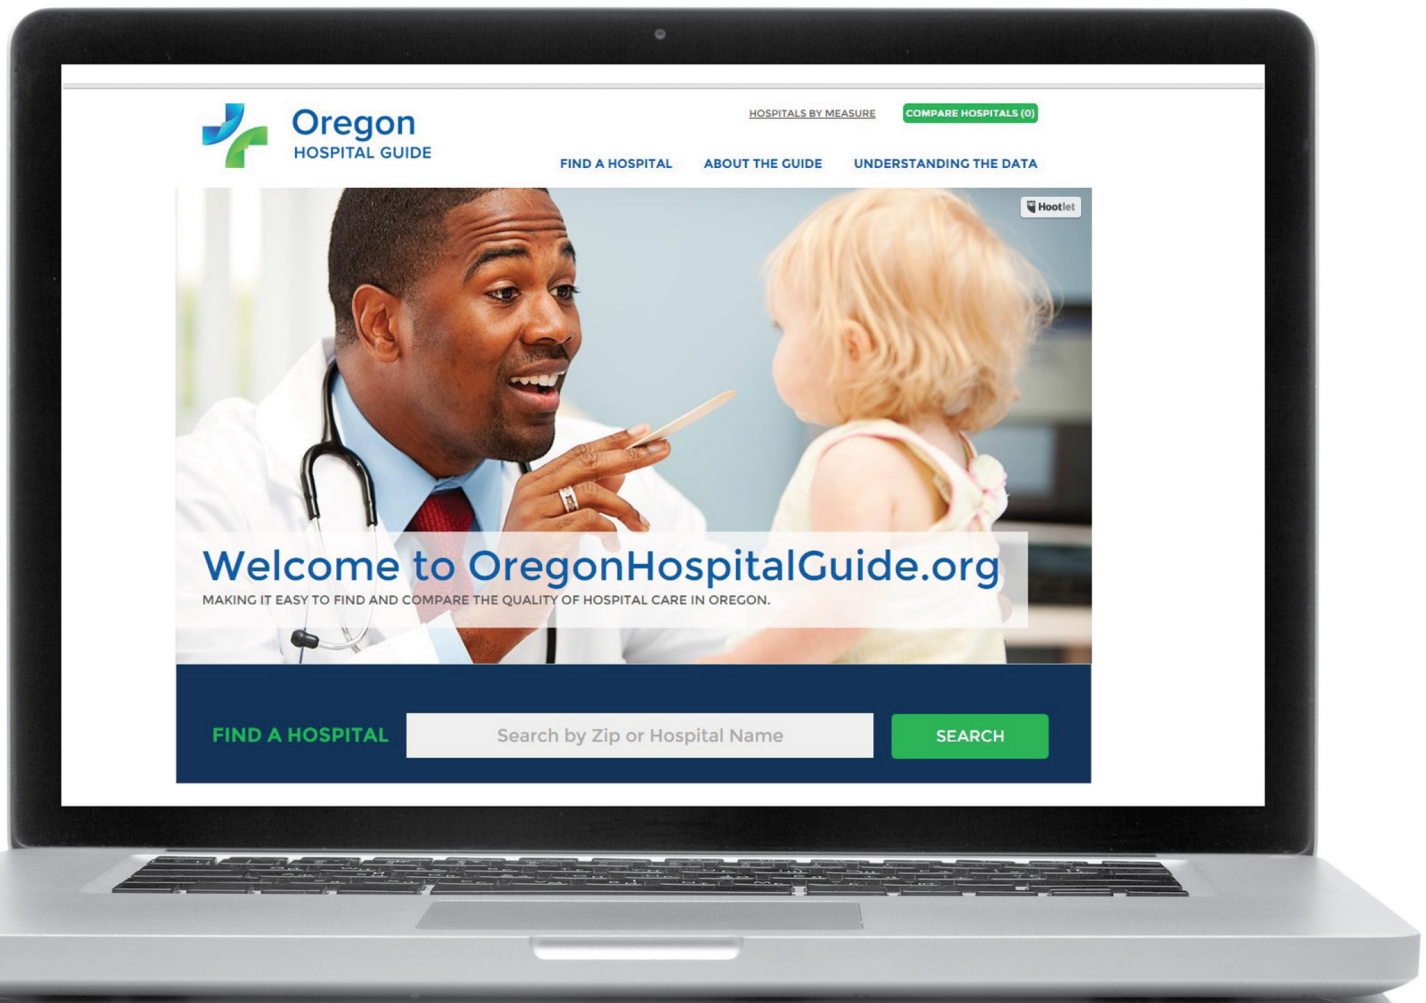 Oregon
HOSPITAL GUIDE
HOSPITALS BY MEASURE
COMPARE HOSPITALS (0)
FIND A HOSPITAL
ABOUT THE GUIDE
UNDERSTANDING THE DATA
Hootlet
Welcome to OregonHospitalGuide.org
MAKING IT EASY TO FIND AND COMPARE THE QUALITY OF HOSPITAL CARE IN OREGON.
FIND A HOSPITAL
Search by Zip or Hospital Name
SEARCH